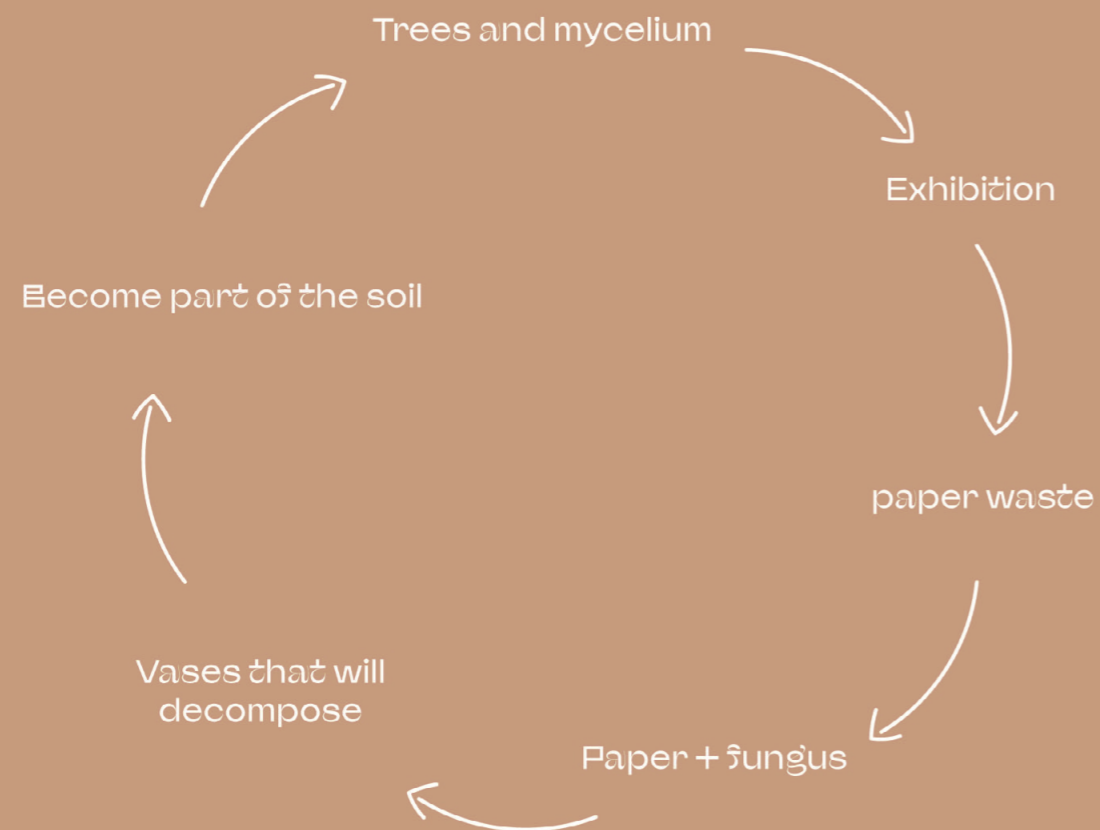 Trees and mycelium
Exhibition
paper waste
Paper + fungus
Vases that will
decompose
Become part of the soil